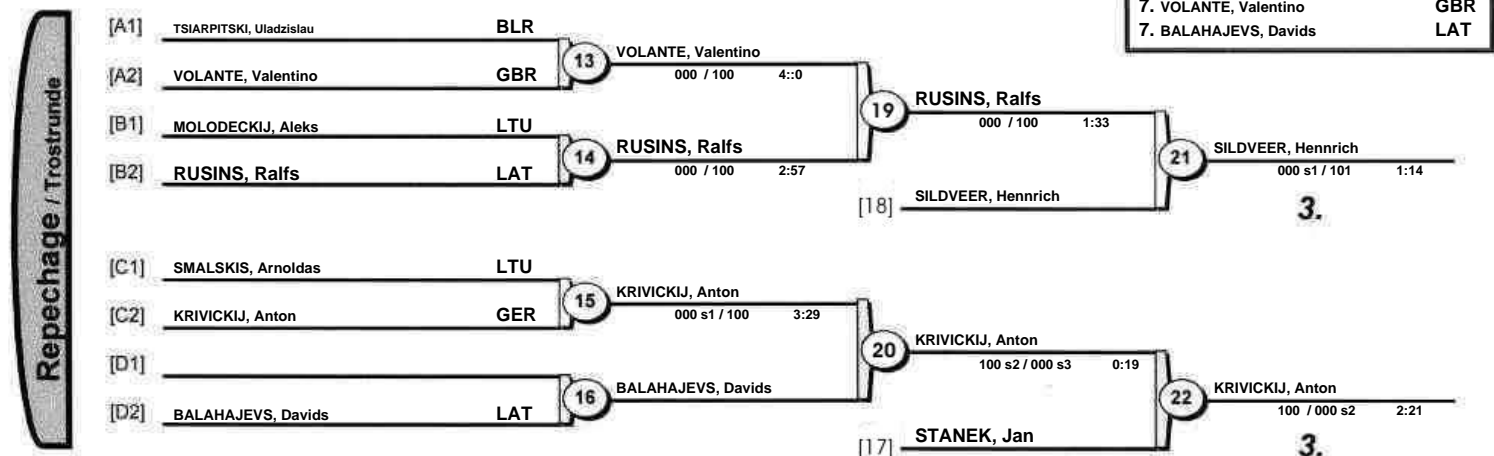 7. VOLANTE, Valentino GBR
7. BALAHAJEVS, Davids LAT
Repechage / Trostrunde
[A1] TSIARPITSKI, Uladzislau BLR
[A2] VOLANTE, Valentino GBR
13
VOLANTE, Valentino
000 / 100 4::0
[B1] MOLODECKIJ, Aleks LTU
[B2] RUSINS, Ralfs LAT
14
RUSINS, Ralfs
000 / 100 2:57
19
RUSINS, Ralfs
000 / 100 1:33
[18] SILDVEER, Hennrich
21
SILDVEER, Hennrich
000 s1 / 101 1:14
3.
[C1] SMALSKIS, Arnoldas LTU
[C2] KRIVICKIJ, Anton GER
15
KRIVICKIJ, Anton
000 s1 / 100 3:29
[D1]
[D2] BALAHAJEVS, Davids LAT
16
BALAHAJEVS, Davids
20
KRIVICKIJ, Anton
100 s2 / 000 s3 0:19
[17] STANEK, Jan
22
KRIVICKIJ, Anton
100 / 000 s2 2:21
3.